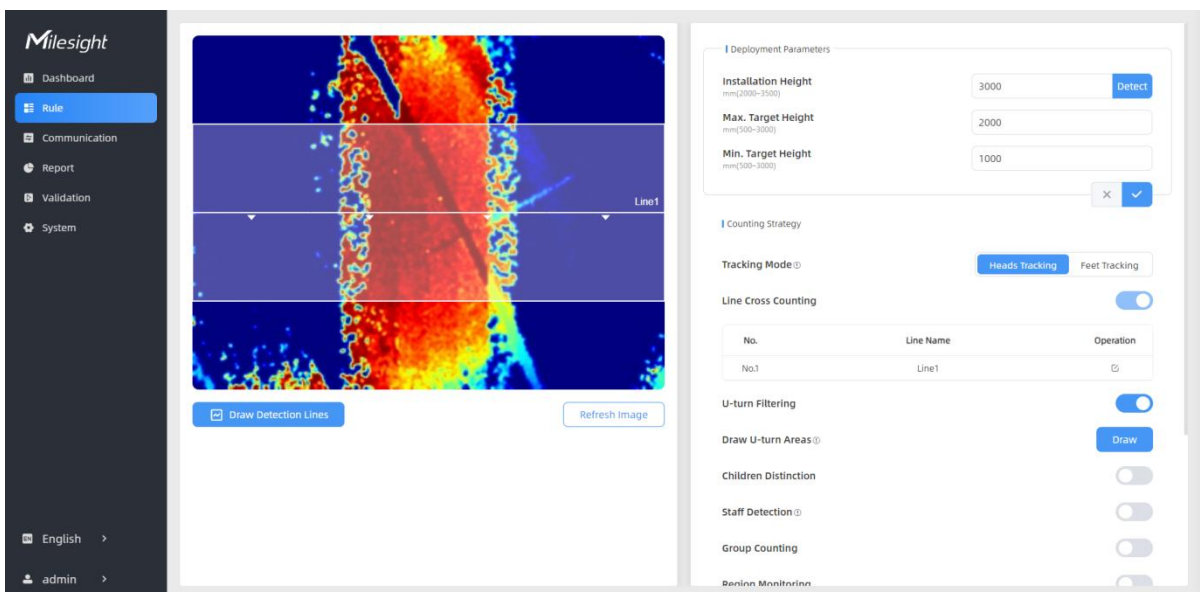 Milesight
Dashboard
Rule
Communication
Report
Validation
System
EN English >
admin >
Line1
Draw Detection Lines
Refresh Image
Deployment Parameters
Installation Height
mm(2000~3500)
3000
Detect
Max. Target Height
mm(500~3000)
2000
Min. Target Height
mm(500~3000)
1000
Counting Strategy
Tracking Mode
Heads Tracking
Feet Tracking
Line Cross Counting
No. Line Name Operation
No.1 Line1
U-turn Filtering
Draw U-turn Areas
Draw
Children Distinction
Staff Detection
Group Counting
Region Monitoring